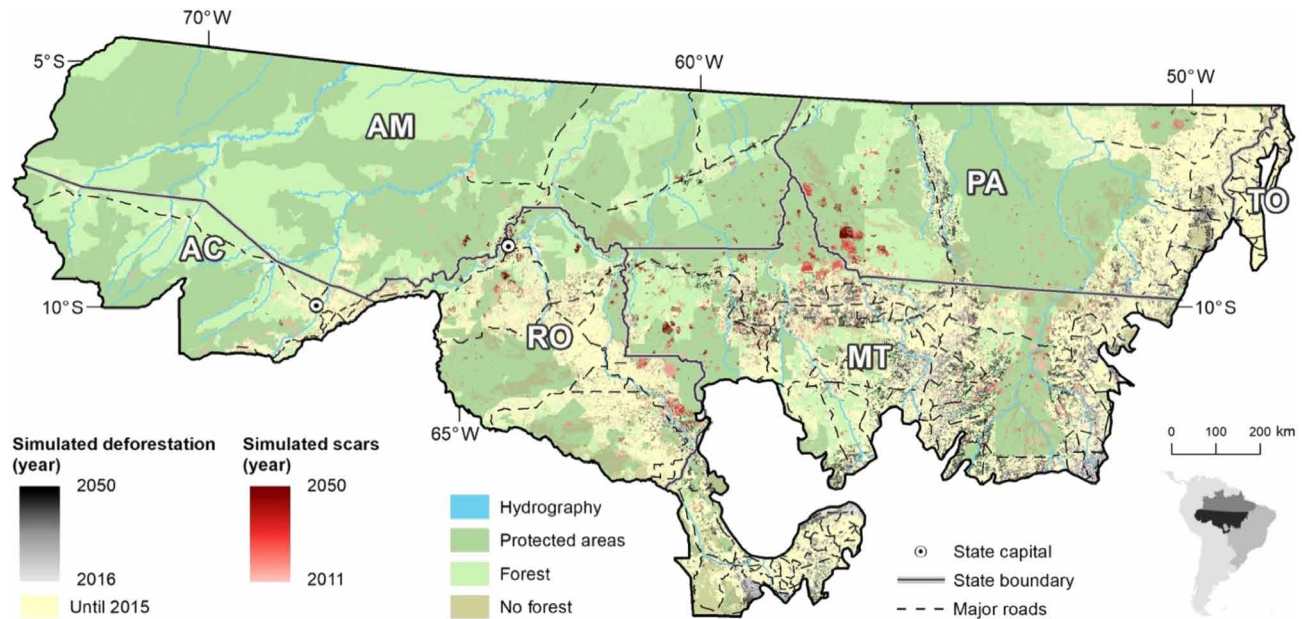 70°W
5°S
60°W
50°W
AM
PA
TO
AC
10°S
10°S
RO
MT
65°W
Simulated deforestation
(year)
2050
2016
Until 2015
Simulated scars
(year)
2050
2011
Hydrography
Protected areas
Forest
No forest
0 100 200 km
State capital
State boundary
Major roads